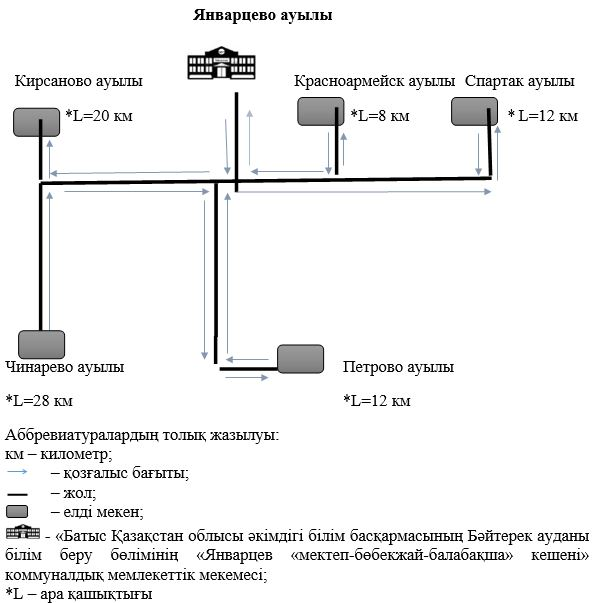 Январцево ауылы
Кирсаново ауылы
Красноармейск ауылы
Спартак ауылы
*L=20 км
*L=8 км
* L=12 км
Чинарево ауылы
Петрово ауылы
*L=28 км
*L=12 км
Аббревиатуралардың толық жазылуы:
км – километр;
– қозғалыс бағыты;
– жол;
– елді мекен;
- «Батыс Қазақстан облысы әкімдігі білім басқармасының Бәйтерек ауданы
білім беру бөлімінің «Январцев «мектеп-бөбекжай-балабақша» кешені»
коммуналдық мемлекеттік мекемесі;
*L – ара қашықтығы